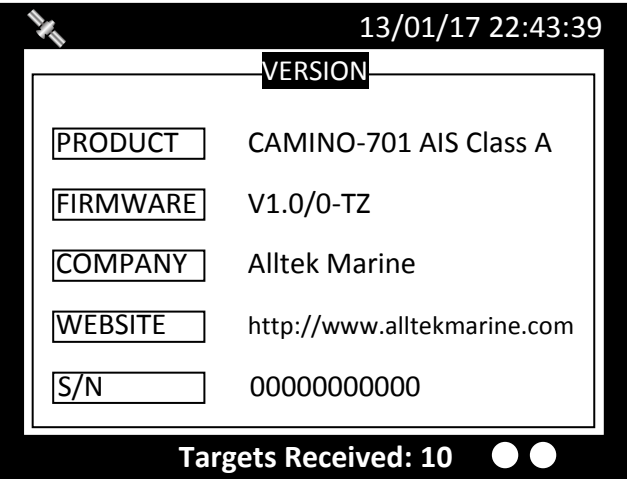 13/01/17 22:43:39
VERSION
PRODUCT CAMINO-701 AIS Class A
FIRMWARE V1.0/0-TZ
COMPANY Alltek Marine
WEBSITE http://www.alltekmarine.com
S/N 00000000000
Targets Received: 10